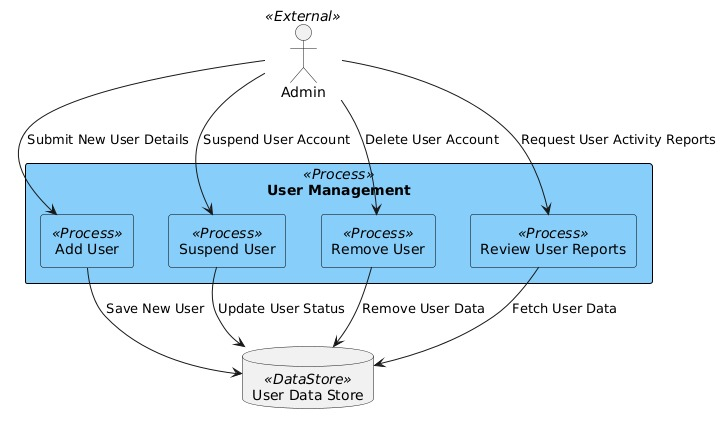 «External»
Admin
Submit New User Details
Suspend User Account
Delete User Account
Request User Activity Reports
«Process»
User Management
«Process»
Add User
«Process»
Suspend User
«Process»
Remove User
«Process»
Review User Reports
Save New User
Update User Status
Remove User Data
Fetch User Data
«DataStore»
User Data Store